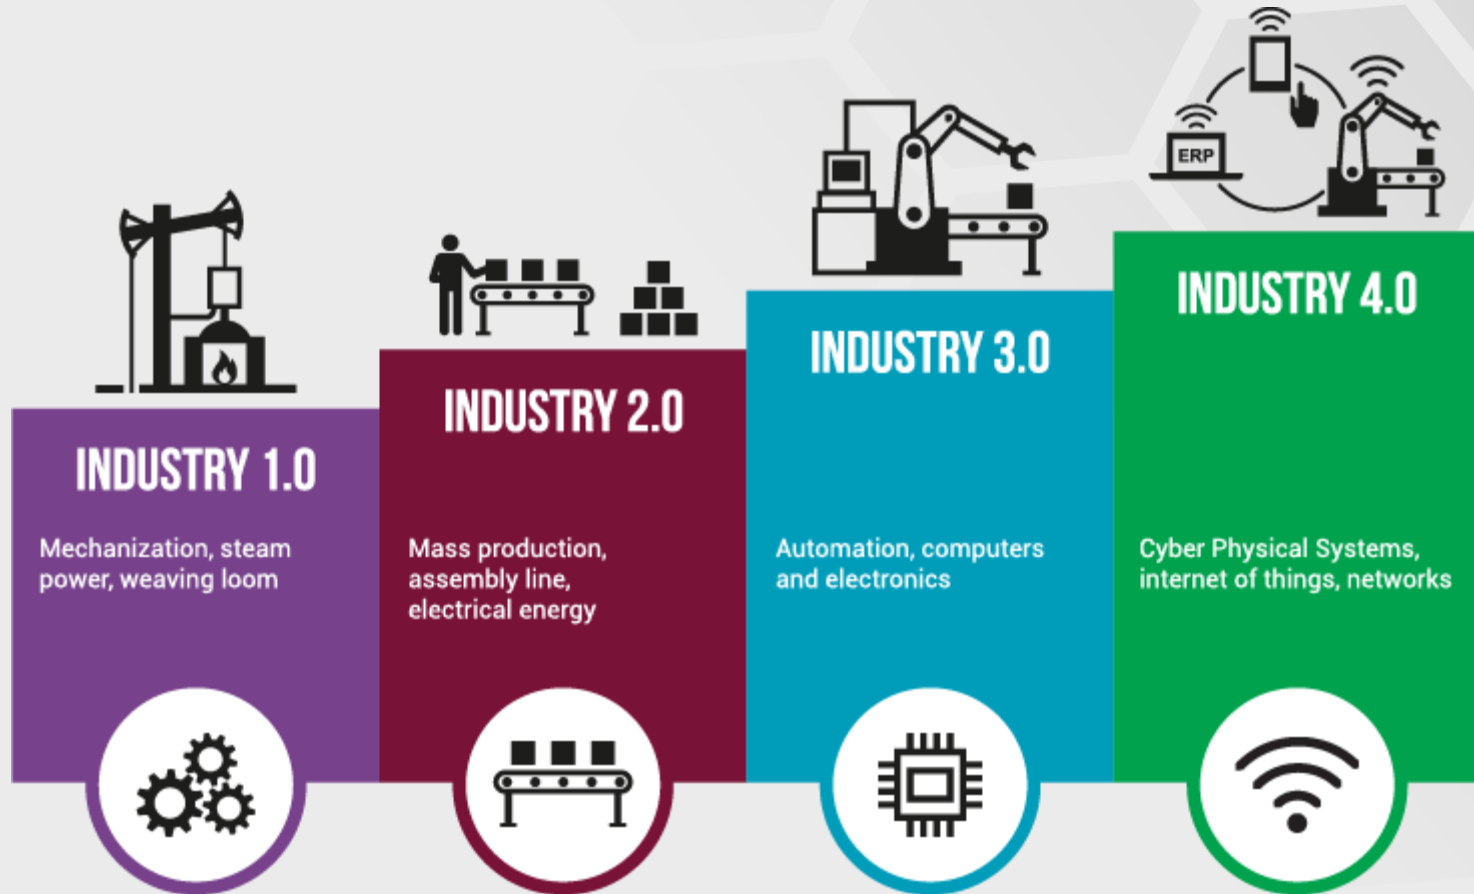 ERP
INDUSTRY 1.0
Mechanization, steam
power, weaving loom
INDUSTRY 2.0
Mass production,
assembly line,
electrical energy
INDUSTRY 3.0
Automation, computers
and electronics
INDUSTRY 4.0
Cyber Physical Systems,
internet of things, networks